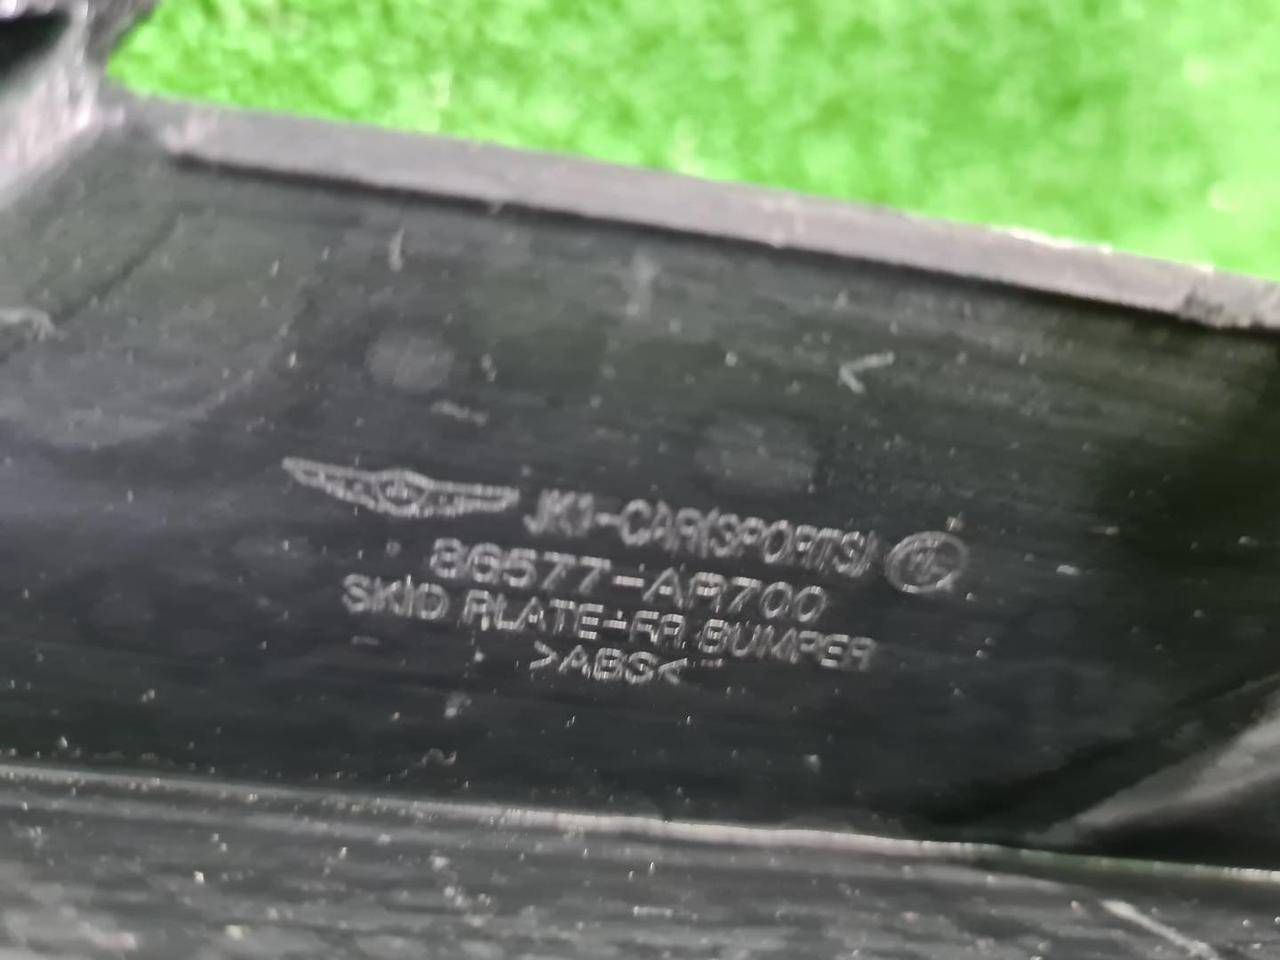 JK1-CAR(SPORTS)
86577-AR700
SKID PLATE-FR BUMPER
>ABS<